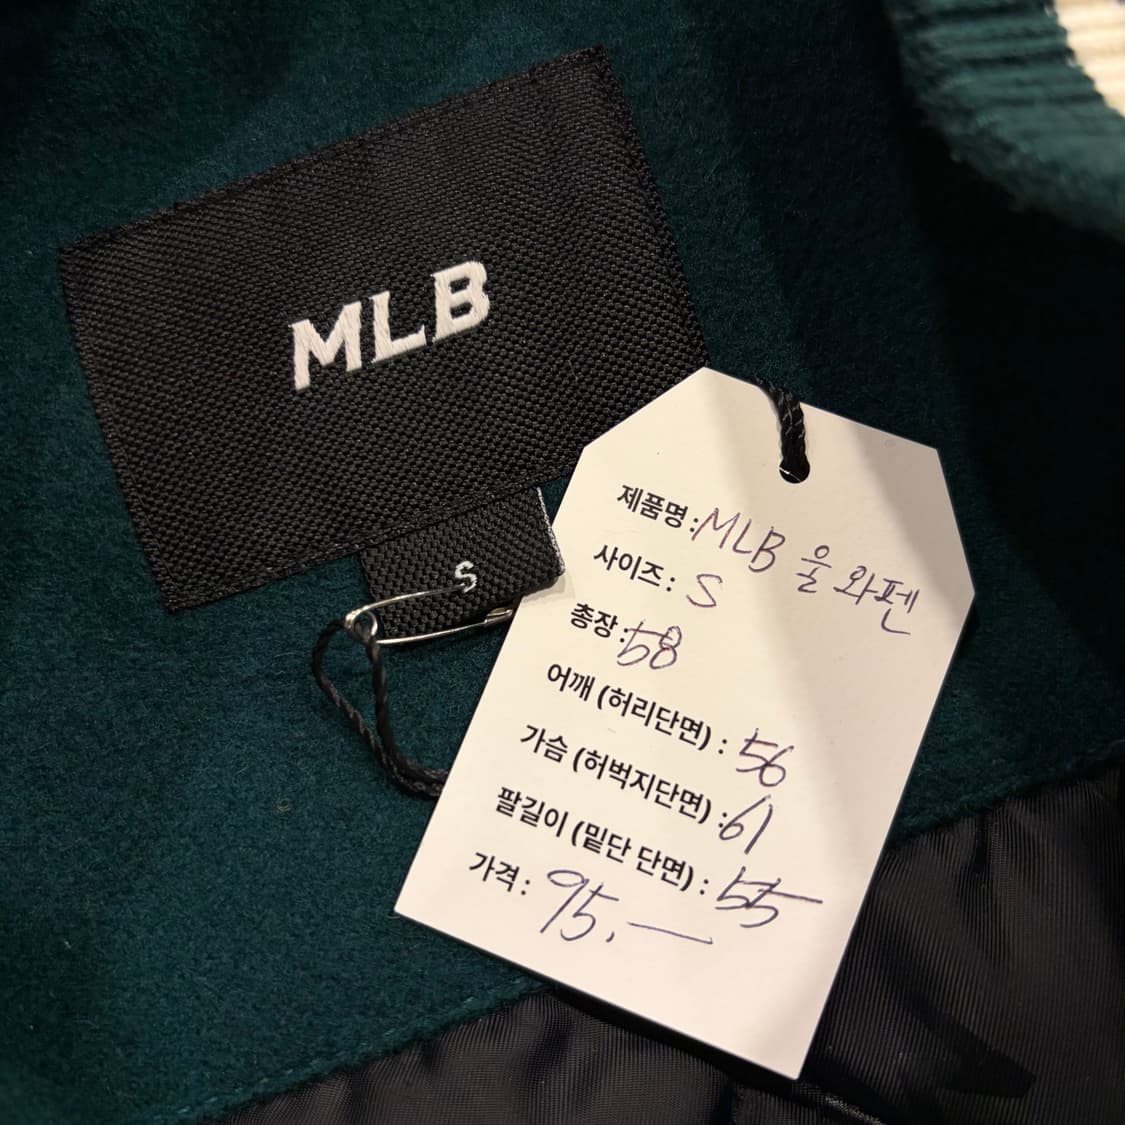 MLB
S
제품명 : MLB 울 와펜
사이즈 : S
총장 : 58
어깨 (허리단면) : 56
가슴 (허벅지단면) : 61
팔길이 (밑단 단면) : 55
가격 : 95.—